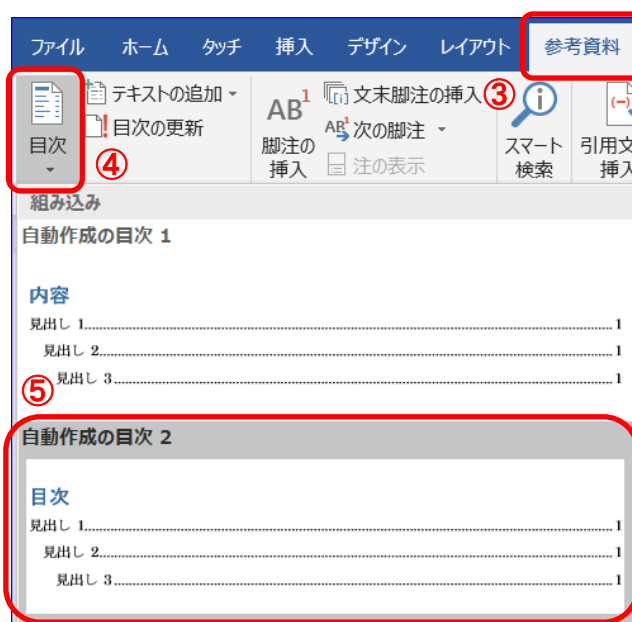 ファイル ホーム タッチ 挿入 デザイン レイアウト 参考資料
目次
④
テキストの追加
目次の更新
AB1
脚注の
挿入
文末脚注の挿入
③
AB1 次の脚注
注の表示
スマート
検索
(-)
引用文
挿入
組み込み
自動作成の目次 1
内容
見出し 1........1
見出し 2........1
見出し 3........1
⑤
自動作成の目次 2
目次
見出し 1........1
見出し 2........1
見出し 3........1